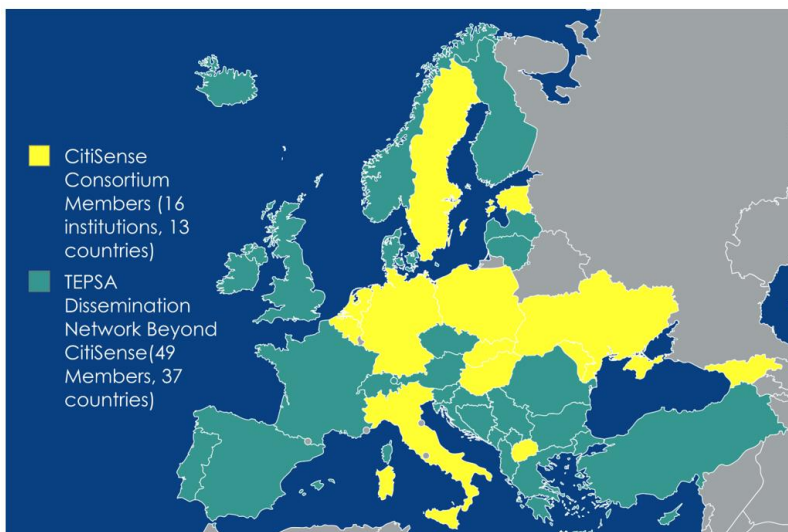 CitiSense
Consortium
Members (16
institutions, 13
countries)
TEPSA
Dissemination
Network Beyond
CitiSense(49
Members, 37
countries)